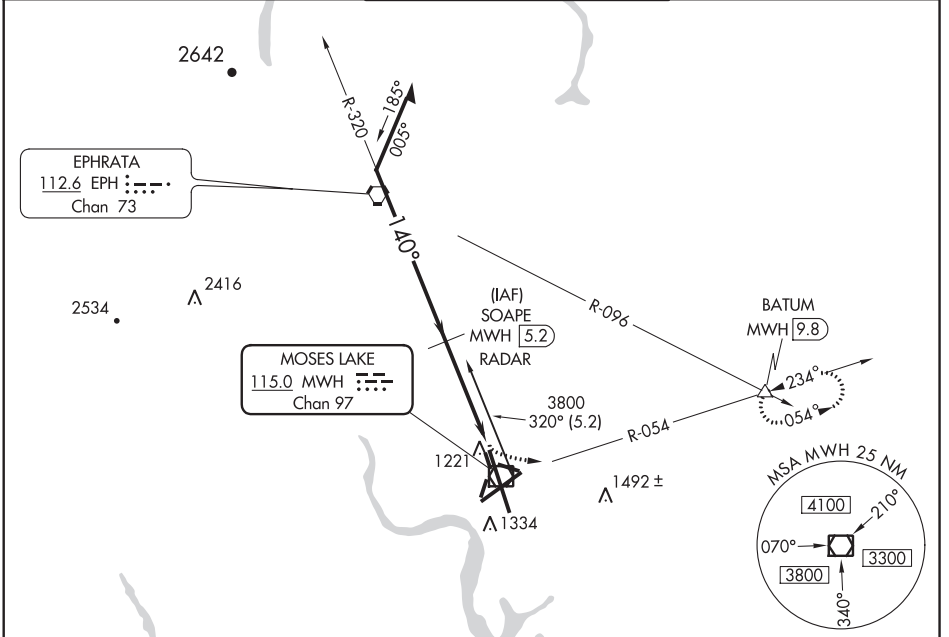 2642
R-320
185°
005°
EPHRATA
112.6 EPH
Chan 73
140°
2534
2416
(IAF)
SOAPE
MWH 5.2
RADAR
R-096
BATUM
MWH 9.8
234°
054°
MOSES LAKE
115.0 MWH
Chan 97
3800
320° (5.2)
R-054
1221
1492 ±
1334
MSA MWH 25 NM
4100
210°
070°
3300
3800
340°